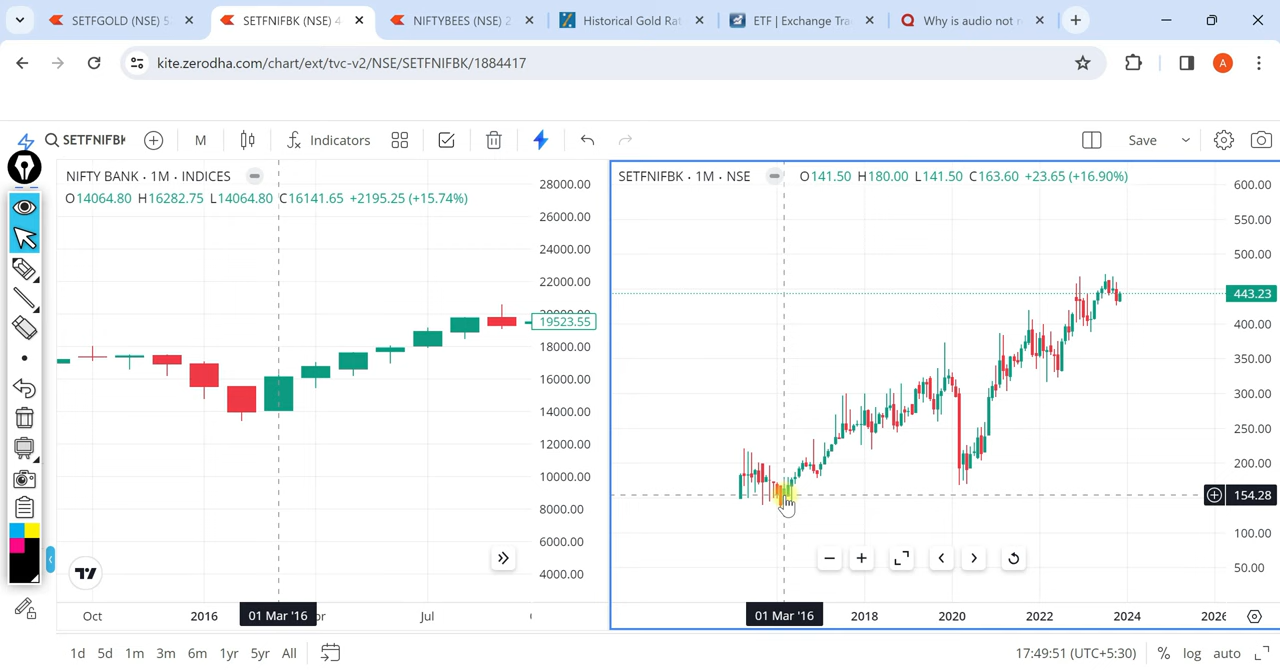 SETFGOLD (NSE) 5
SETFNIFBK (NSE) 4
NIFTYBEES (NSE) 2
Historical Gold Rat
ETF | Exchange Tra
Why is audio not r
kite.zerodha.com/chart/ext/tvc-v2/NSE/SETFNIFBK/1884417
A
SETFNIFBK
M
Indicators
Save
NIFTY BANK · 1M · INDICES
O14064.80 H16282.75 L14064.80 C16141.65 +2195.25 (+15.74%)
28000.00
26000.00
24000.00
22000.00
20000.00
19523.55
18000.00
16000.00
14000.00
12000.00
10000.00
8000.00
6000.00
4000.00
Oct
2016
01 Mar '16
Jul
SETFNIFBK · 1M · NSE
O141.50 H180.00 L141.50 C163.60 +23.65 (+16.90%)
600.00
550.00
500.00
443.23
400.00
350.00
300.00
250.00
200.00
154.28
100.00
50.00
01 Mar '16
2018
2020
2022
2024
2026
1d 5d 1m 3m 6m 1yr 5yr All
17:49:51 (UTC+5:30) % log auto